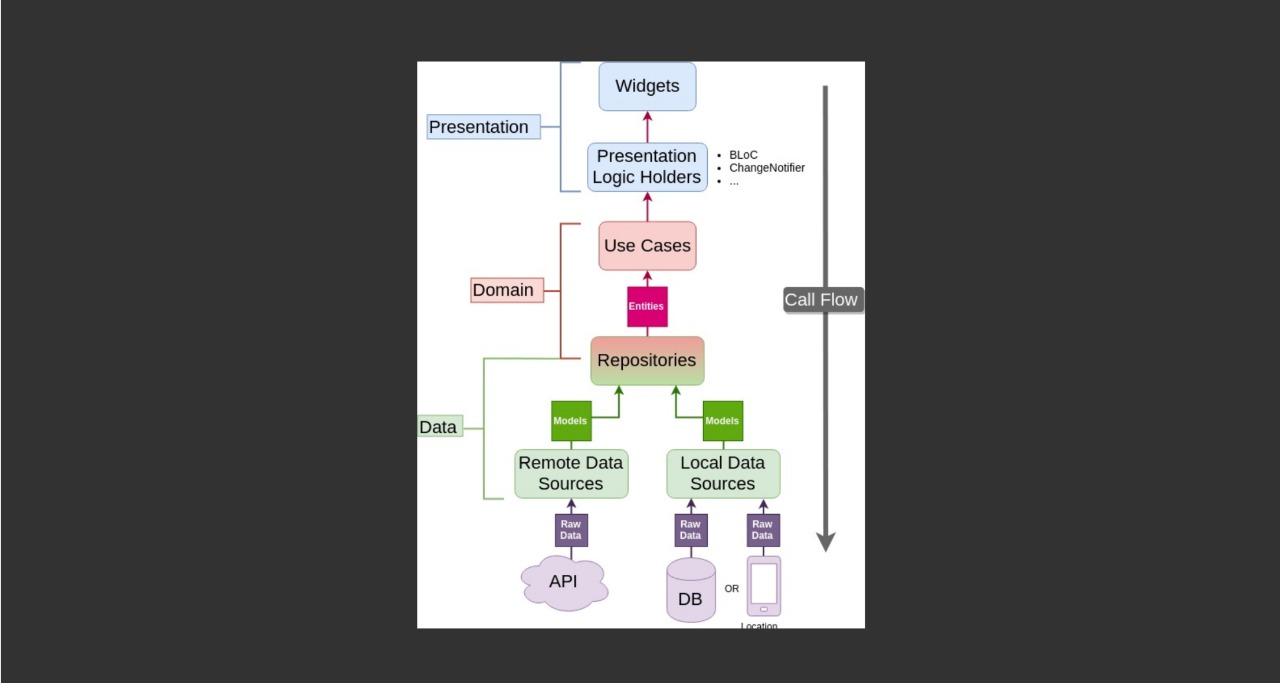 Widgets
Presentation
Presentation
Logic Holders
• BLoC
• ChangeNotifier
• ...
Use Cases
Domain
Entities
Call Flow
Repositories
Data
Models
Models
Remote Data
Sources
Local Data
Sources
Raw
Data
Raw
Data
Raw
Data
API
DB
OR
Location